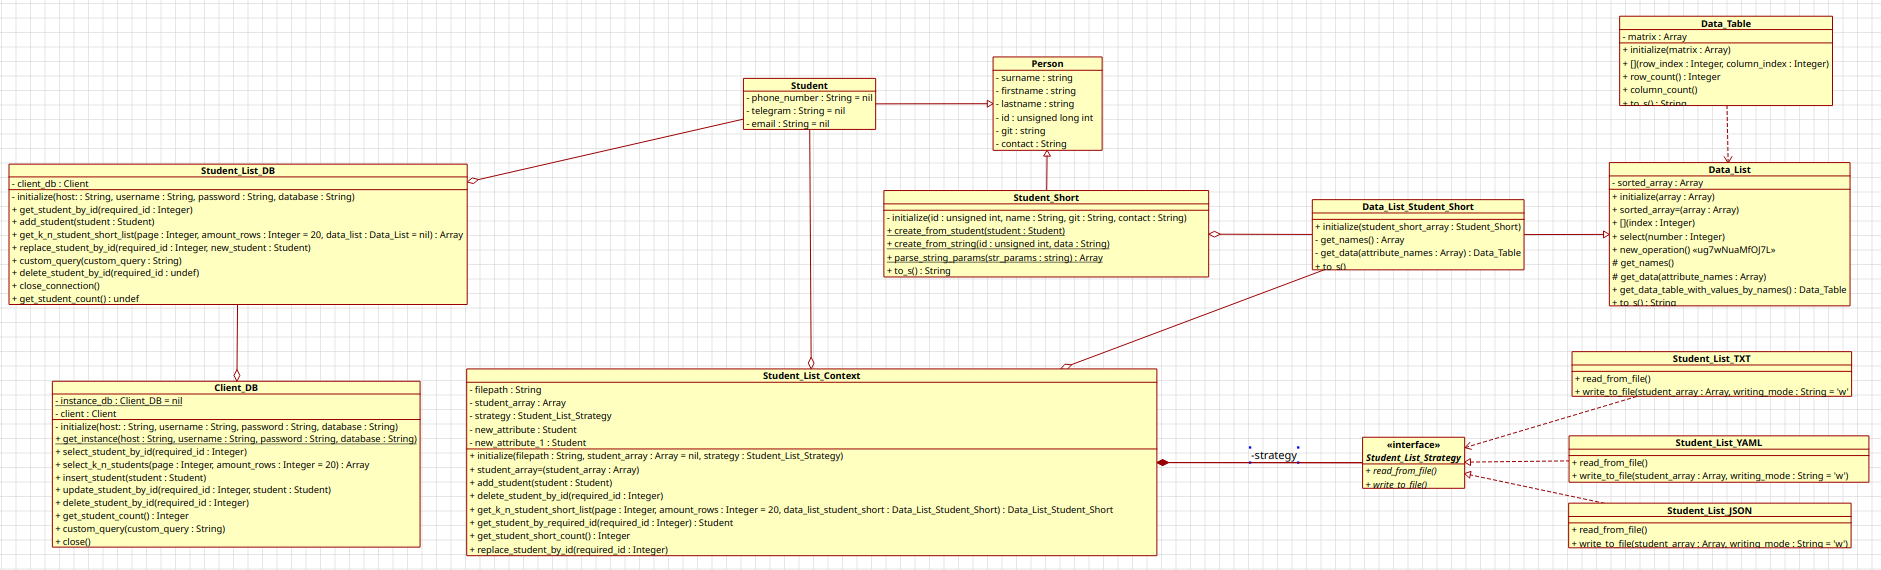 Data_Table
- matrix : Array
+ initialize(matrix : Array)
+ [](row_index : Integer, column_index : Integer)
+ row_count() : Integer
+ column_count()
+ to_s() : String
Person
- surname : string
- firstname : string
- lastname : string
- id : unsigned long int
- git : string
- contact : String
Student
- phone_number : String = nil
- telegram : String = nil
- email : String = nil
Student_List_DB
- client_db : Client
- initialize(host: : String, username : String, password : String, database : String)
+ get_student_by_id(required_id : Integer)
+ add_student(student : Student)
+ get_k_n_student_short_list(page : Integer, amount_rows : Integer = 20, data_list : Data_List = nil) : Array
+ replace_student_by_id(required_id : Integer, new_student : Student)
+ custom_query(custom_query : String)
+ delete_student_by_id(required_id : undef)
+ close_connection()
+ get_student_count() : undef
Student_Short
- initialize(id : unsigned int, name : String, git : String, contact : String)
+ create_from_student(student : Student)
+ create_from_string(id : unsigned int, data : String)
+ parse_string_params(str_params : string) : Array
+ to_s() : String
Data_List_Student_Short
+ initialize(student_short_array : Student_Short)
- get_names() : Array
- get_data(attribute_names : Array) : Data_Table
+ to_s()
Data_List
- sorted_array : Array
+ initialize(array : Array)
+ sorted_array=(array : Array)
+ [](index : Integer)
+ select(number : Integer)
+ new_operation() «ug7wNuaMfOJ7L»
# get_names()
# get_data(attribute_names : Array)
+ get_data_table_with_values_by_names() : Data_Table
+ to_s() : String
Client_DB
- instance_db : Client_DB = nil
- client : Client
- initialize(host: : String, username : String, password : String, database : String)
+ get_instance(host : String, username : String, password : String, database : String)
+ select_student_by_id(required_id : Integer)
+ select_k_n_students(page : Integer, amount_rows : Integer = 20) : Array
+ insert_student(student : Student)
+ update_student_by_id(required_id : Integer, student : Student)
+ delete_student_by_id(required_id : Integer)
+ get_student_count() : Integer
+ custom_query(custom_query : String)
+ close()
Student_List_Context
- filepath : String
- student_array : Array
- strategy : Student_List_Strategy
- new_attribute : Student
- new_attribute_1 : Student
+ initialize(filepath : String, student_array : Array = nil, strategy : Student_List_Strategy)
+ student_array=(student_array : Array)
+ add_student(student : Student)
+ delete_student_by_id(required_id : Integer)
+ get_k_n_student_short_list(page : Integer, amount_rows : Integer = 20, data_list_student_short : Data_List_Student_Short) : Data_List_Student_Short
+ get_student_by_required_id(required_id : Integer) : Student
+ get_student_short_count() : Integer
+ replace_student_by_id(required_id : Integer)
-strategy
«interface»
Student_List_Strategy
+ read_from_file()
+ write_to_file()
Student_List_TXT
+ read_from_file()
+ write_to_file(student_array : Array, writing_mode : String = 'w'
Student_List_YAML
+ read_from_file()
+ write_to_file(student_array : Array, writing_mode : String = 'w')
Student_List_JSON
+ read_from_file()
+ write_to_file(student_array : Array, writing_mode : String = 'w'